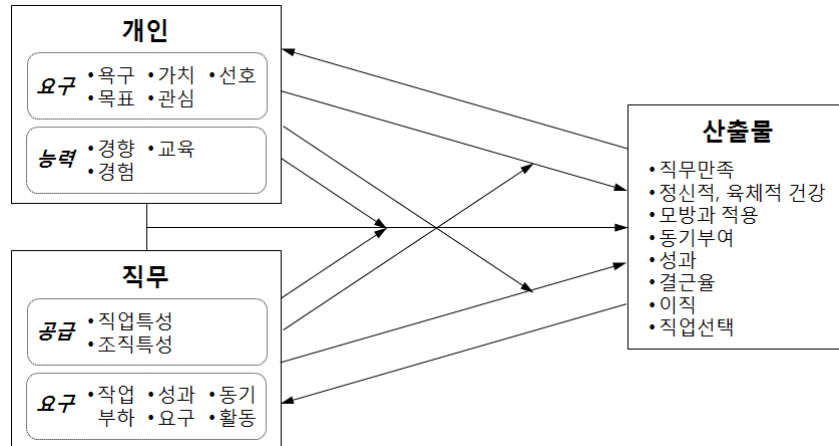 개인
요구 •욕구 •가치 •선호
•목표 •관심
능력 •경향 •교육
•경험
산출물
•직무만족
•정신적, 육체적 건강
•모방과 적용
•동기부여
•성과
•결근율
•이직
•직업선택
직무
공급 •직업특성
•조직특성
요구 •작업 •성과 •동기
부하 •요구 •활동